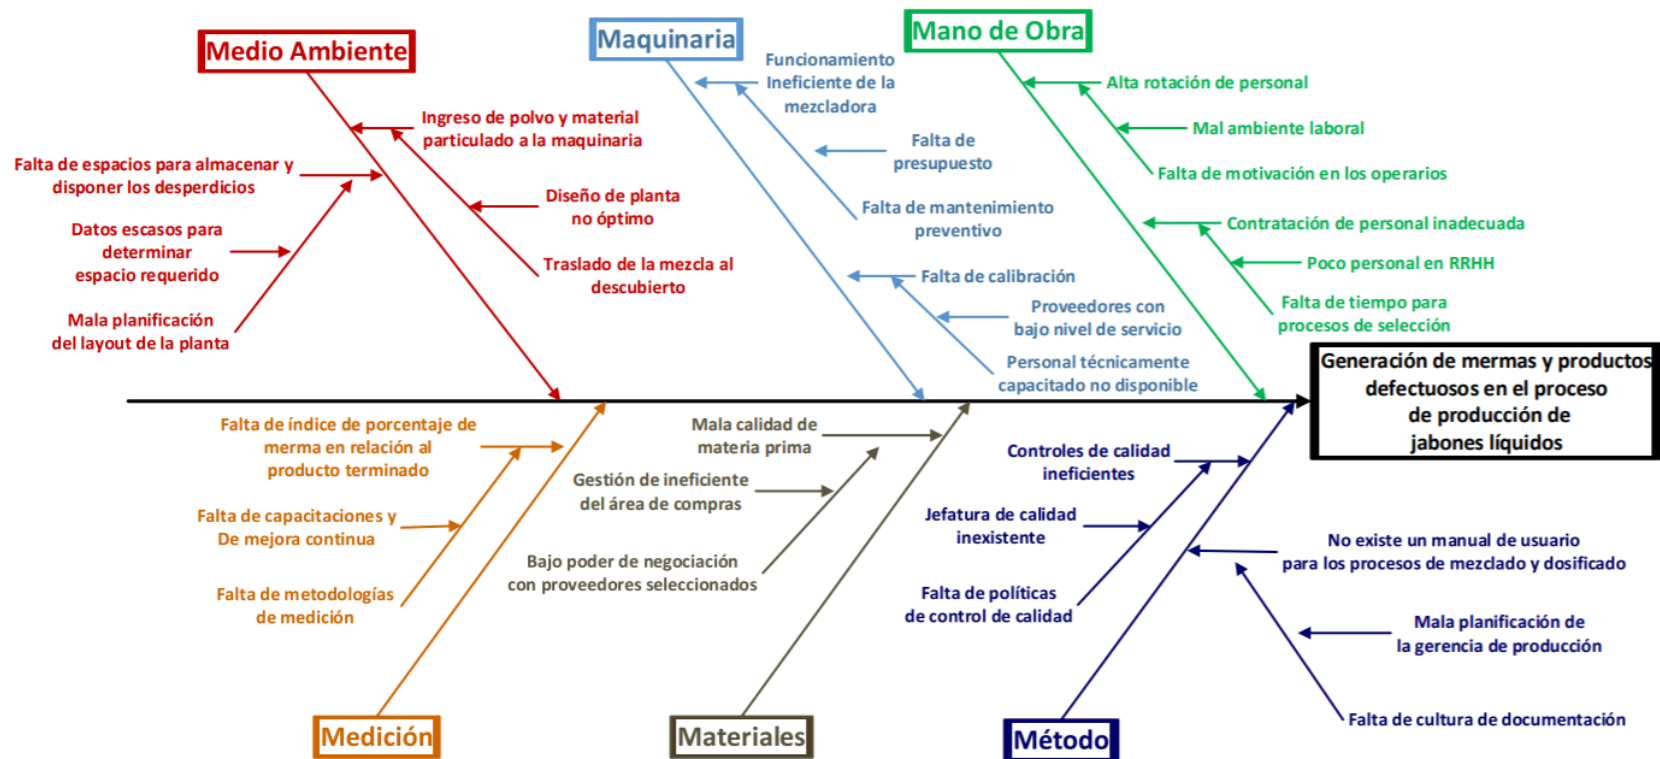 Medio Ambiente
Ingreso de polvo y material
particulado a la maquinaria
Falta de espacios para almacenar y
disponer los desperdicios
Diseño de planta
no óptimo
Datos escasos para
determinar
espacio requerido
Traslado de la mezcla al
descubierto
Mala planificación
del layout de la planta
Maquinaria
Funcionamiento
Ineficiente de la
mezcladora
Falta de
presupuesto
Falta de mantenimiento
preventivo
Falta de calibración
Proveedores con
bajo nivel de servicio
Personal técnicamente
capacitado no disponible
Mano de Obra
Alta rotación de personal
Mal ambiente laboral
Falta de motivación en los operarios
Contratación de personal inadecuada
Poco personal en RRHH
Falta de tiempo para
procesos de selección
Generación de mermas y productos
defectuosos en el proceso
de producción de
jabones líquidos
Falta de índice de porcentaje de
merma en relación al
producto terminado
Falta de capacitaciones y
De mejora continua
Falta de metodologías
de medición
Medición
Mala calidad de
materia prima
Gestión de ineficiente
del área de compras
Bajo poder de negociación
con proveedores seleccionados
Materiales
Controles de calidad
ineficientes
Jefatura de calidad
inexistente
Falta de políticas
de control de calidad
No existe un manual de usuario
para los procesos de mezclado y dosificado
Mala planificación de
la gerencia de producción
Falta de cultura de documentación
Método